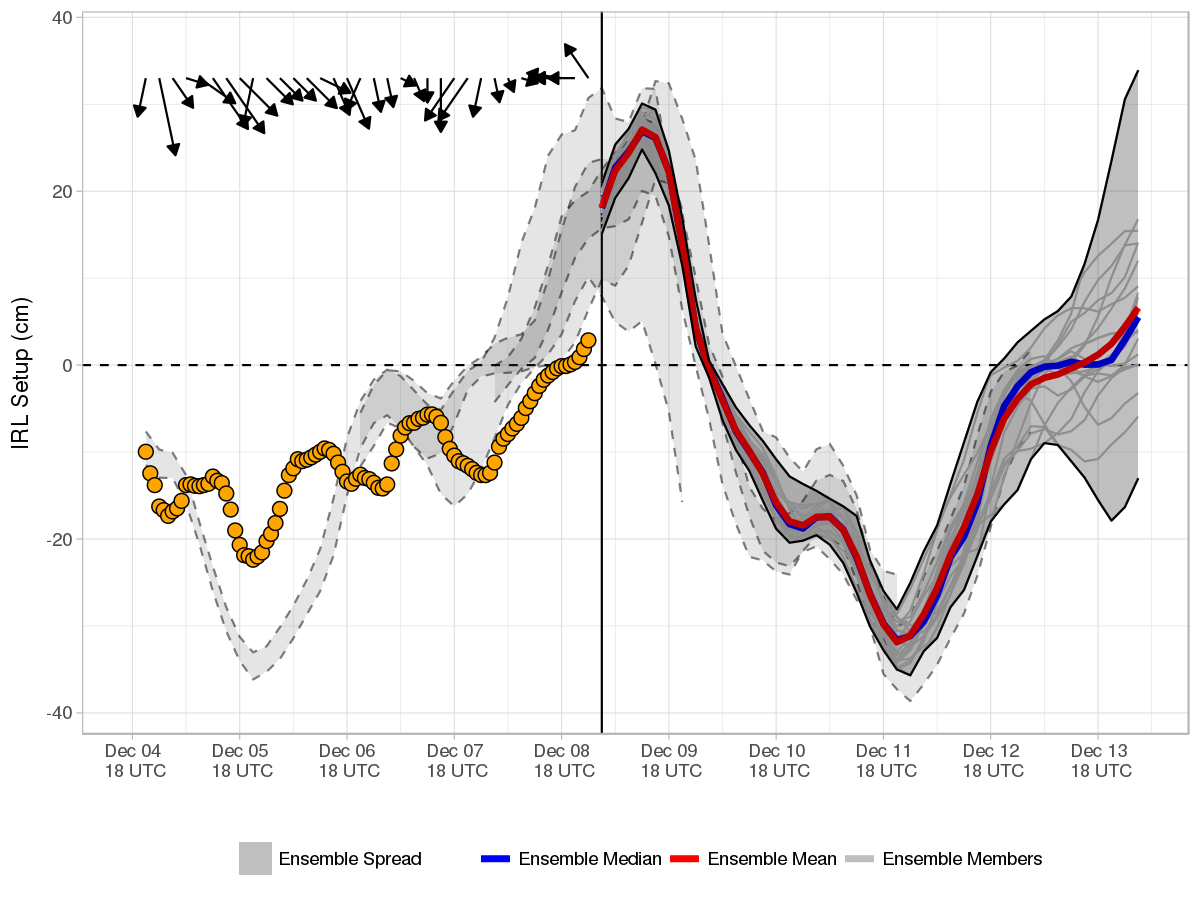 IRL Setup (cm)
40
20
0
-20
-40
Dec 04 Dec 05 Dec 06 Dec 07 Dec 08 Dec 09 Dec 10 Dec 11 Dec 12 Dec 13
18 UTC 18 UTC 18 UTC 18 UTC 18 UTC 18 UTC 18 UTC 18 UTC 18 UTC 18 UTC
Ensemble Spread Ensemble Median Ensemble Mean Ensemble Members